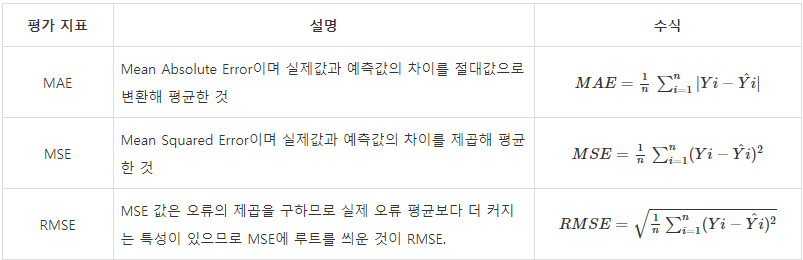 평가 지표 설명 수식
MAE
Mean Absolute Error이며 실제값과 예측값의 차이를 절대값으로
변환해 평균한 것
MAE = \frac{1}{n} \sum_{i=1}^{n} |Yi − \hat{Y}i|
MSE
Mean Squared Error이며 실제값과 예측값의 차이를 제곱해 평균
한 것
MSE = \frac{1}{n} \sum_{i=1}^{n} (Yi − \hat{Y}i)^2
RMSE
MSE 값은 오류의 제곱을 구하므로 실제 오류 평균보다 더 커지
는 특성이 있으므로 MSE에 루트를 씌운 것이 RMSE.
RMSE = \sqrt{\frac{1}{n} \sum_{i=1}^{n} (Yi − \hat{Y}i)^2}